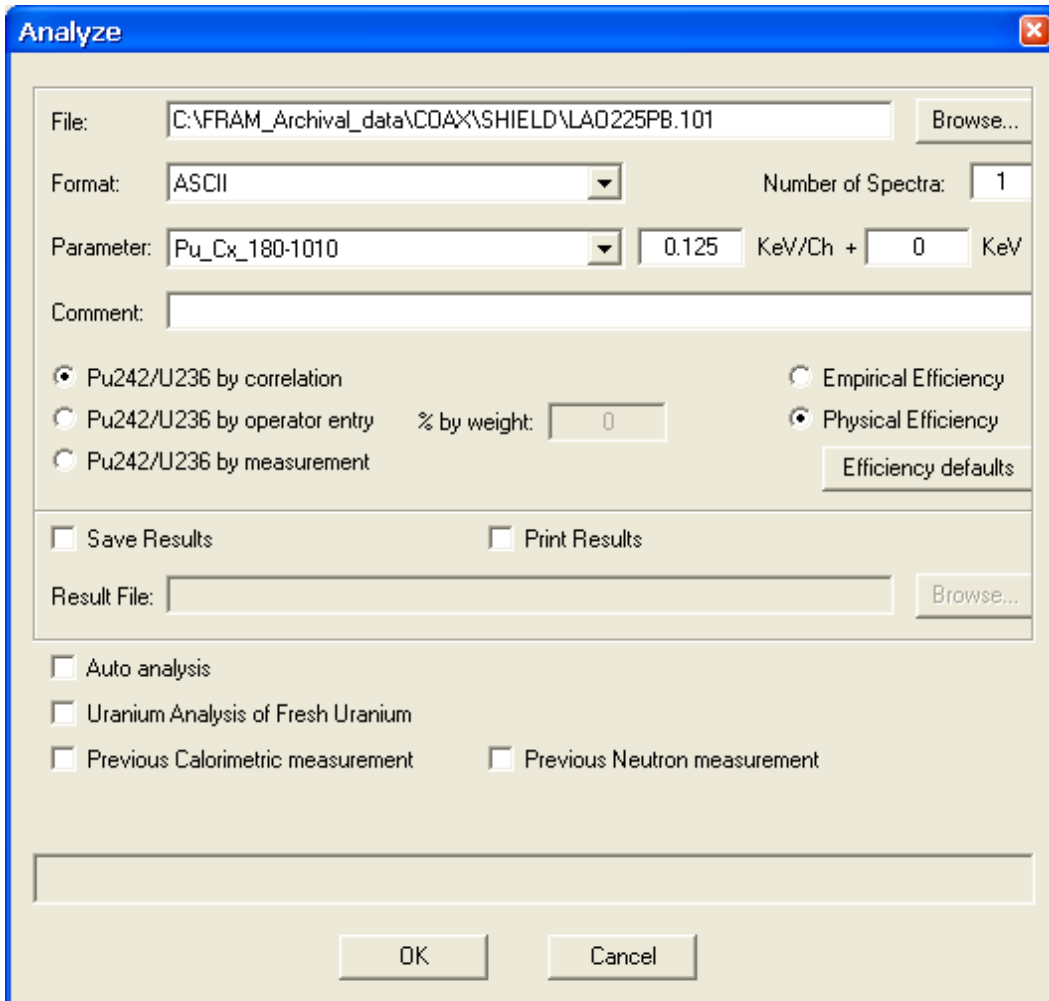 Analyze
File: C:\FRAM_Archival_data\COAX\SHIELD\LAO225PB.101 Browse...
Format: ASCII Number of Spectra: 1
Parameter: Pu_Cx_180-1010 0.125 KeV/Ch + 0 KeV
Comment:
Pu242/U236 by correlation Empirical Efficiency
Pu242/U236 by operator entry % by weight: 0 Physical Efficiency
Pu242/U236 by measurement Efficiency defaults
Save Results Print Results
Result File: Browse...
Auto analysis
Uranium Analysis of Fresh Uranium
Previous Calorimetric measurement Previous Neutron measurement
OK Cancel